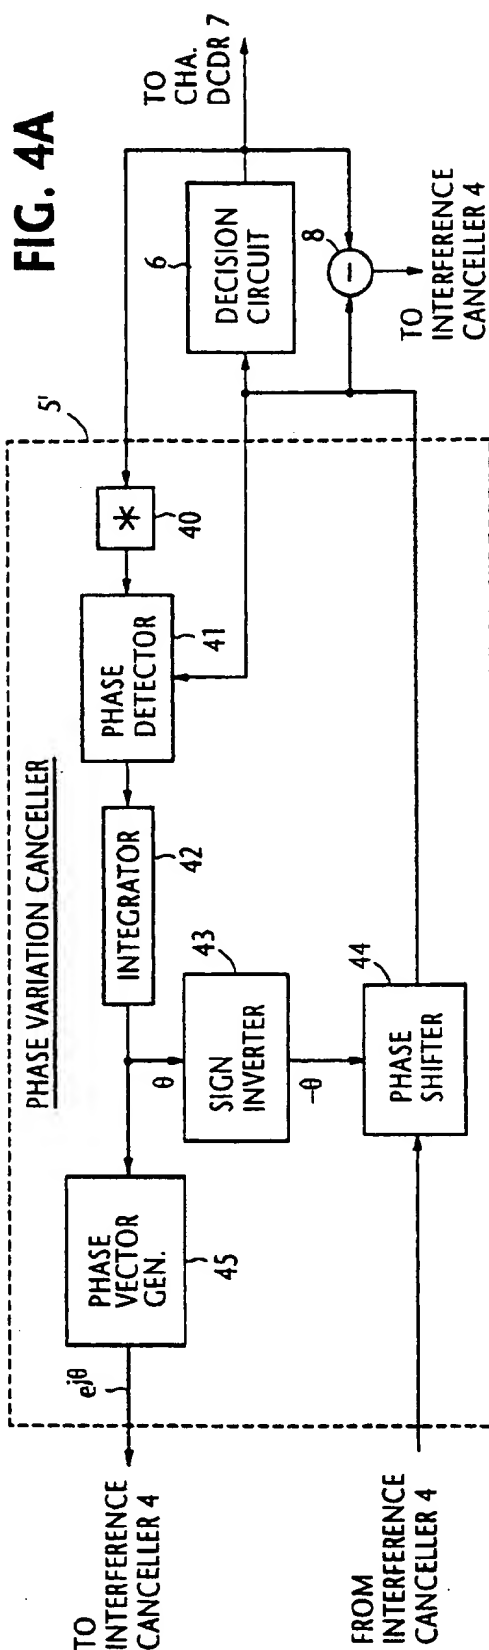 FIG. 4A
PHASE VARIATION CANCELLER
5'
TO
INTERFERENCE
CANCELLER 4
ejθ
PHASE
VECTOR
GEN.
45
INTEGRATOR
42
PHASE
DETECTOR
41
*
40
θ
SIGN
INVERTER
43
-θ
FROM
INTERFERENCE
CANCELLER 4
PHASE
SHIFTER
44
DECISION
CIRCUIT
6
TO
CHA.
DCDR 7
−
8
TO
INTERFERENCE
CANCELLER 4